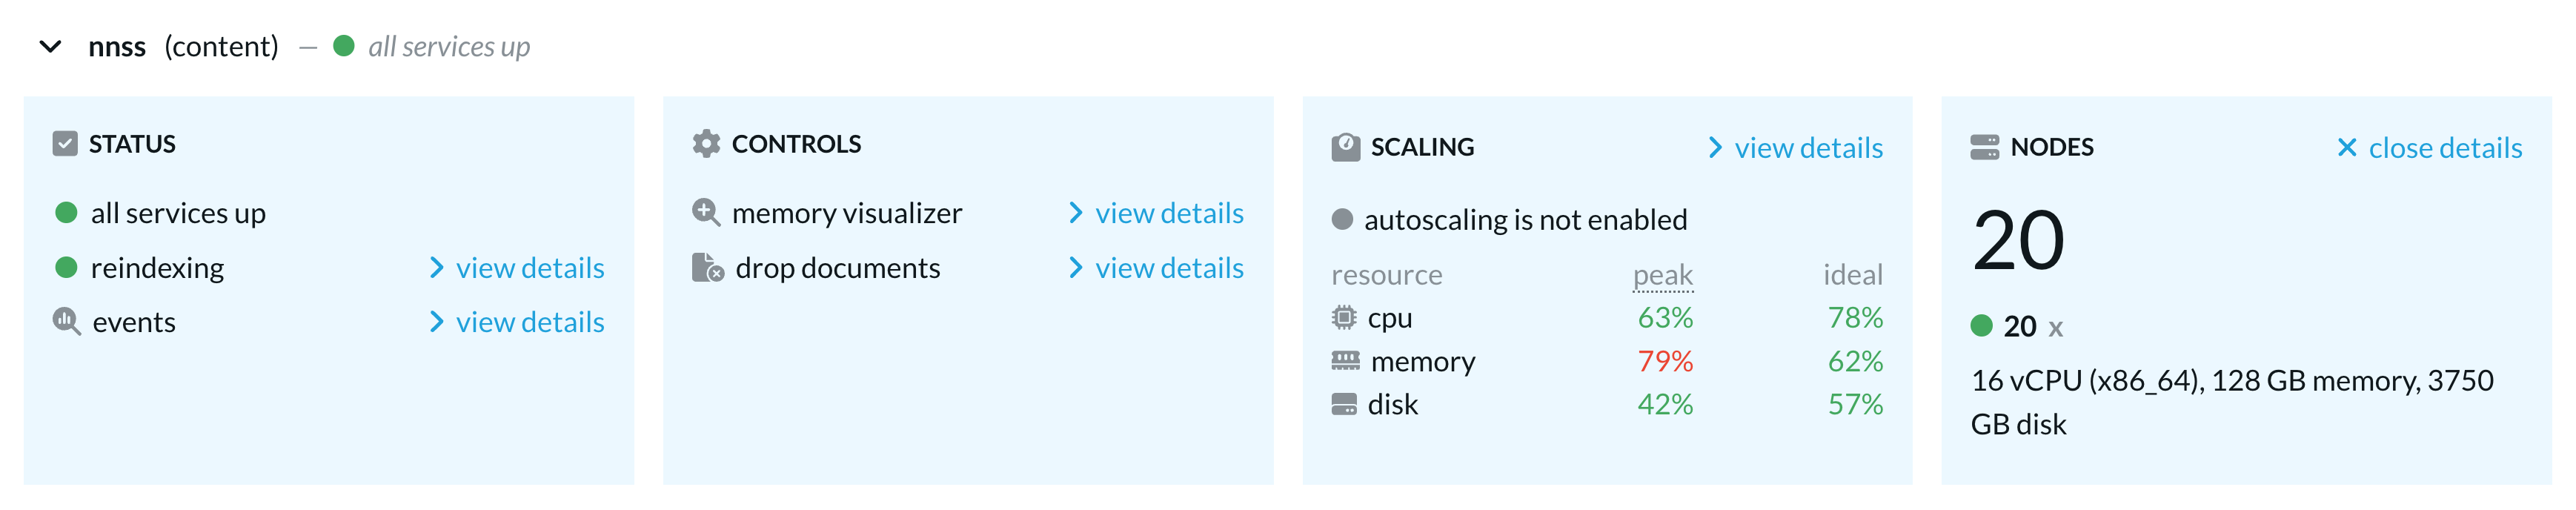 nnss (content) — all services up
STATUS
all services up
reindexing view details
events view details
CONTROLS
memory visualizer view details
drop documents view details
SCALING view details
autoscaling is not enabled
resource peak ideal
cpu 63% 78%
memory 79% 62%
disk 42% 57%
NODES close details
20
20 x
16 vCPU (x86_64), 128 GB memory, 3750
GB disk